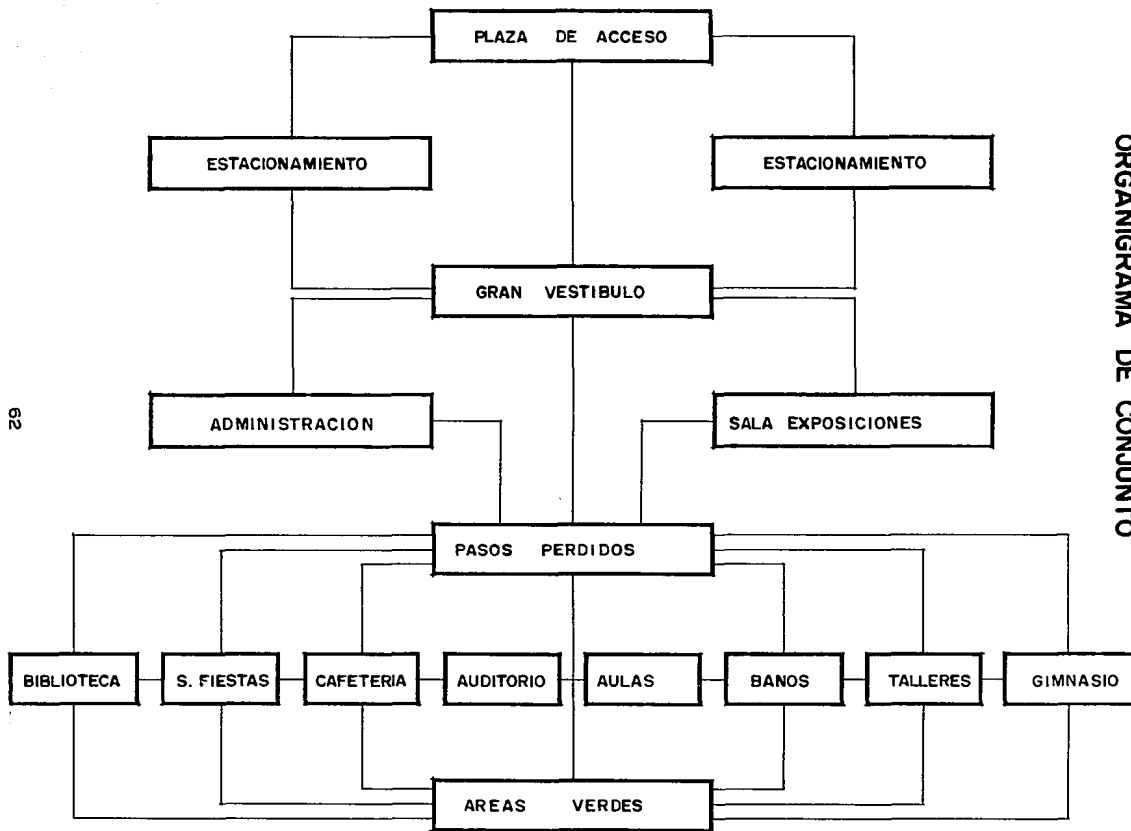 ORGANIGRAMA DE CONJUNTO
PLAZA DE ACCESO
ESTACIONAMIENTO
ESTACIONAMIENTO
GRAN VESTIBULO
ADMINISTRACION
SALA EXPOSICIONES
PASOS PERDIDOS
BIBLIOTECA
S. FIESTAS
CAFETERIA
AUDITORIO
AULAS
BANOS
TALLERES
GIMNASIO
AREAS VERDES
62